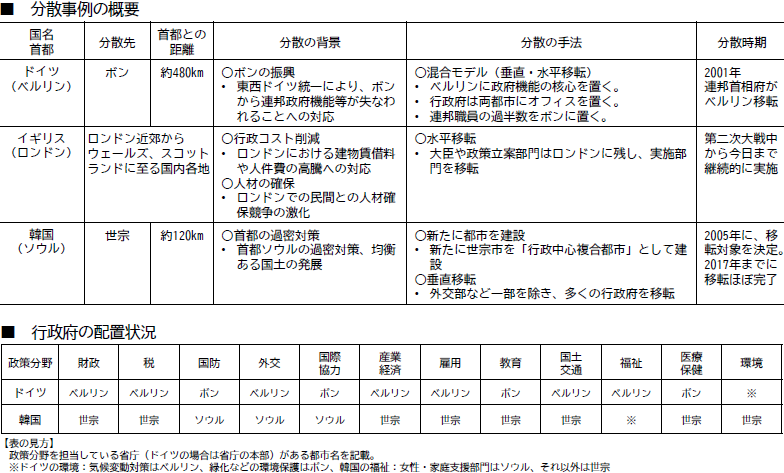 ■ 分散事例の概要
国名
首都
分散先
首都との
距離
分散の背景
分散の手法
分散時期
ドイツ
（ベルリン）
ボン
約480km
○ボンの振興
・ 東西ドイツ統一により、ボン
から連邦政府機能等が失なわ
れることへの対応
○混合モデル（垂直・水平移転）
・ ベルリンに政府機能の核心を置く。
・ 行政府は両都市にオフィスを置く。
・ 連邦職員の過半数をボンに置く。
2001年
連邦首相府が
ベルリン移転
イギリス
（ロンドン）
ロンドン近郊から
ウェールズ、スコット
ランドに至る国内各地
○行政コスト削減
・ ロンドンにおける建物賃借料
や人件費の高騰への対応
○人材の確保
・ ロンドンでの民間との人材確
保競争の激化
○水平移転
・ 大臣や政策立案部門はロンドンに残し、実施部
門を移転
第二次大戦中
から今日まで
継続的に実施
韓国
（ソウル）
世宗
約120km
○首都の過密対策
・ 首都ソウルの過密対策、均衡
ある国土の発展
○新たに都市を建設
・ 新たに世宗市を「行政中心複合都市」として建
設
○垂直移転
・ 外交部など一部を除き、多くの行政府を移転
2005年に、移
転対象を決定。
2017年までに
移転ほぼ完了
■ 行政府の配置状況
政策分野 財政 税 国防 外交 国際協力 産業経済 雇用 教育 国土交通 福祉 医療保健 環境
ドイツ ベルリン ベルリン ボン ベルリン ボン ベルリン ベルリン ボン ベルリン ベルリン ボン ※
韓国 世宗 世宗 ソウル ソウル ソウル 世宗 世宗 世宗 世宗 ※ 世宗 世宗
【表の見方】
政策分野を担当している省庁（ドイツの場合は省庁の本部）がある都市名を記載。
※ドイツの環境：気候変動対策はベルリン、緑化などの環境保護はボン、韓国の福祉：女性・家庭支援部門はソウル、それ以外は世宗